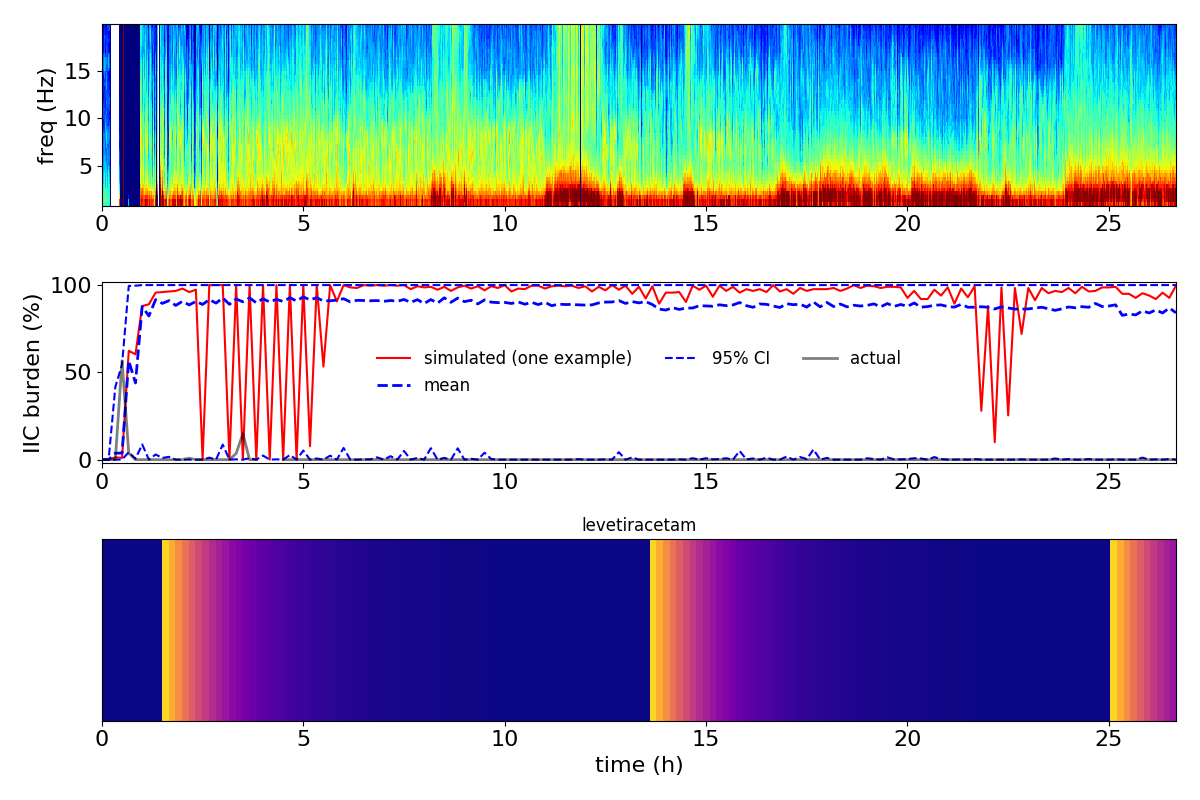 freq (Hz)
15
10
5
0 5 10 15 20 25
IIC burden (%)
100
50
0
simulated (one example) 95% CI actual
mean
0 5 10 15 20 25
levetiracetam
0 5 10 15 20 25
time (h)